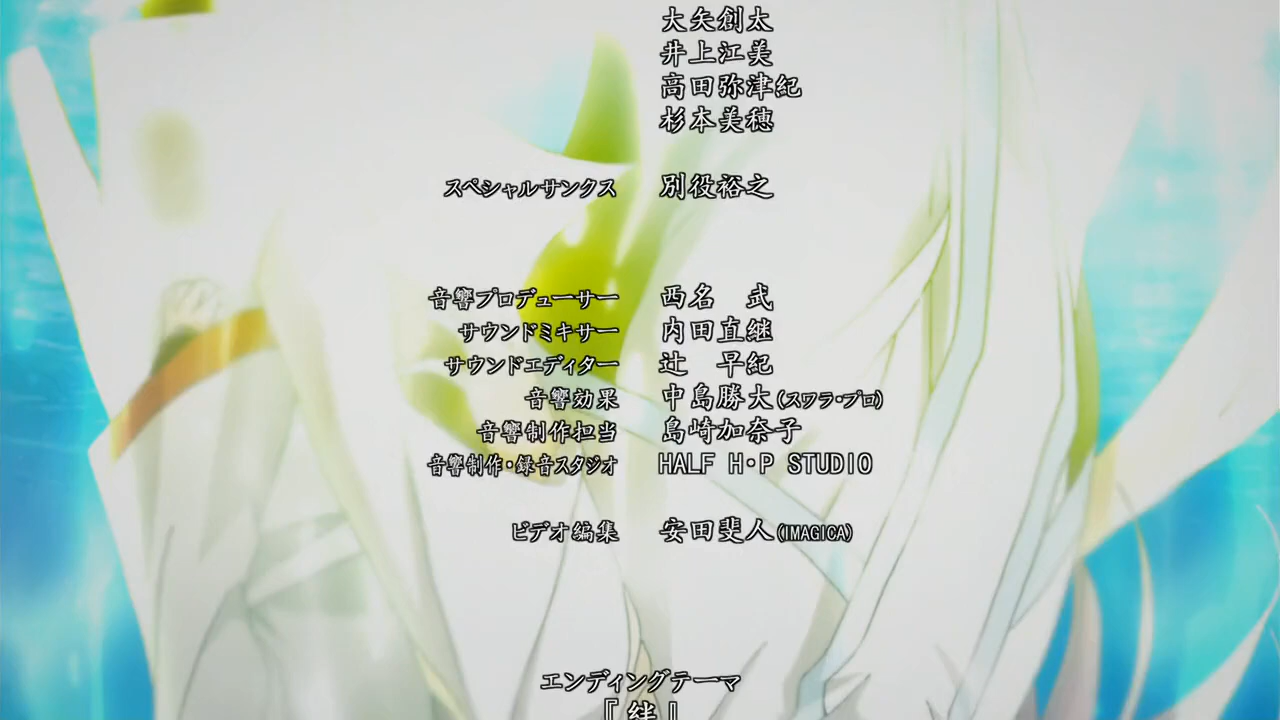 大矢創太
井上江美
高田弥津紀
杉本美穂
スペシャルサンクス　別役裕之
音響プロデューサー　西名　武
サウンドミキサー　内田直継
サウンドエディター　辻　早紀
音響効果　中島勝大(スワラ・プロ)
音響制作担当　島崎加奈子
音響制作・録音スタジオ　HALF H・P STUDIO
ビデオ編集　安田斐人(IMAGICA)
エンディングテーマ
『絆』